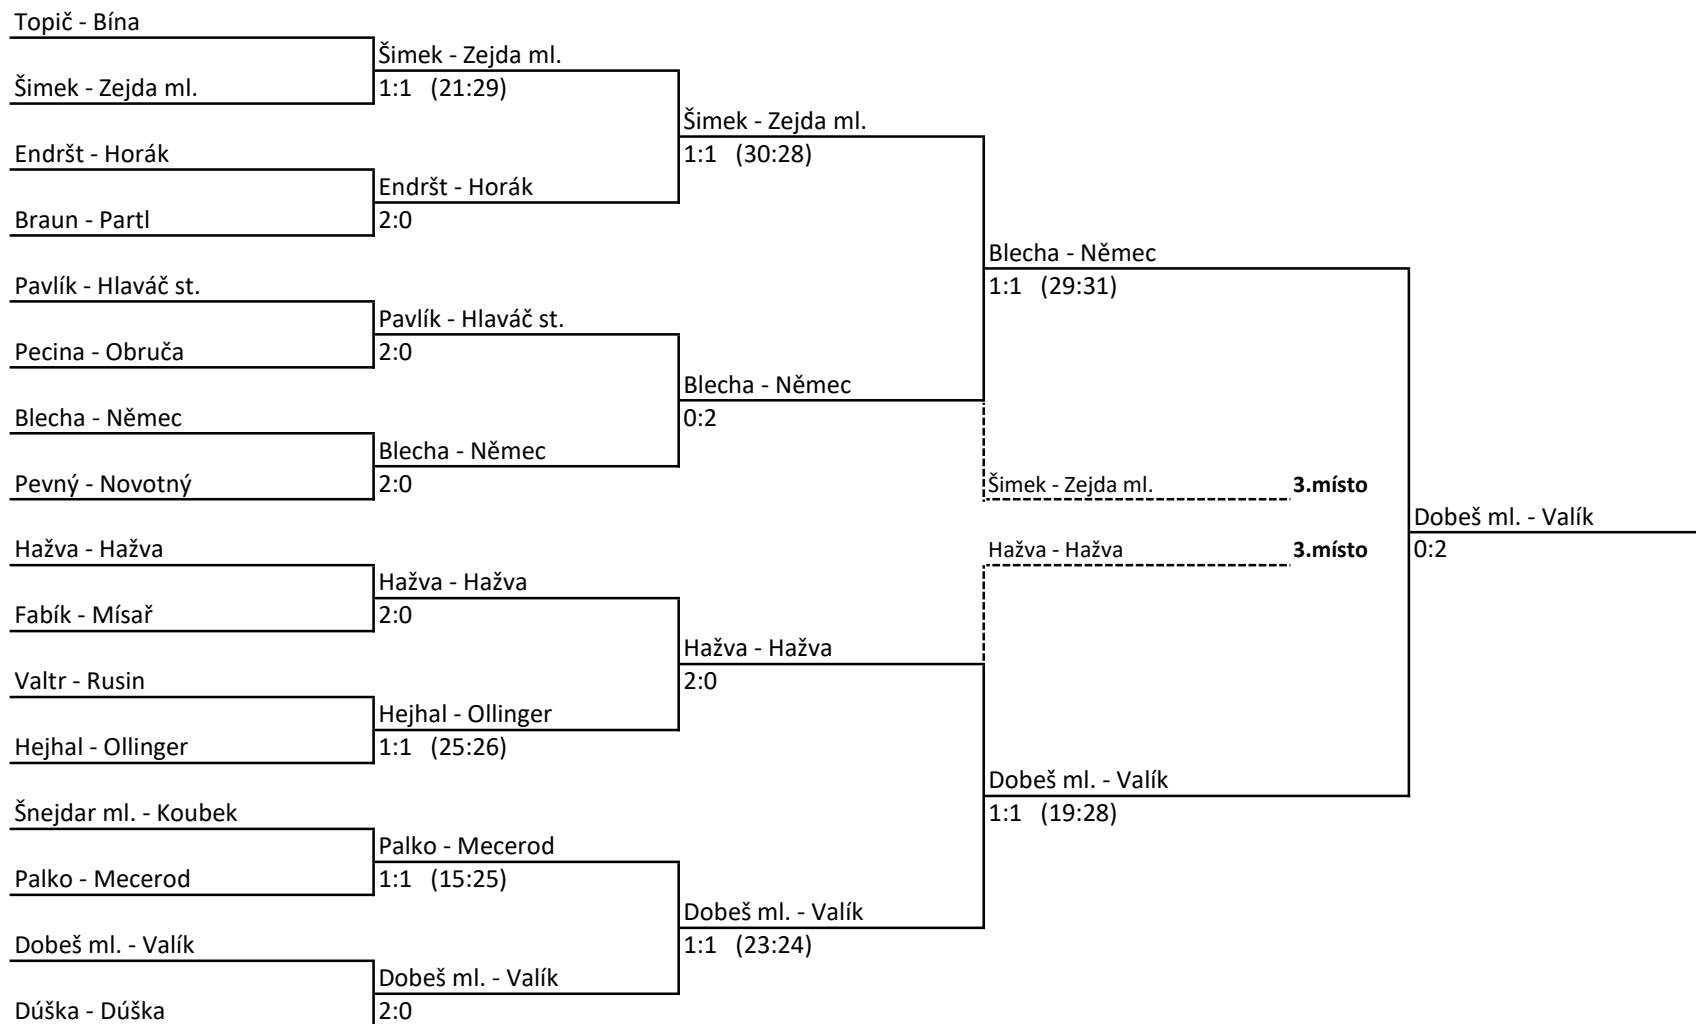 Topič - Bína
Šimek - Zejda ml.
Šimek - Zejda ml.
1:1 (21:29)
Šimek - Zejda ml.
1:1 (30:28)
Endršt - Horák
Endršt - Horák
Braun - Partl
2:0
Blecha - Němec
1:1 (29:31)
Pavlík - Hlaváč st.
Pavlík - Hlaváč st.
Pecina - Obruča
2:0
Blecha - Němec
0:2
Blecha - Němec
Blecha - Němec
Pevný - Novotný
2:0
Šimek - Zejda ml. 3.místo
Dobeš ml. - Valík
0:2
Hažva - Hažva 3.místo
Hažva - Hažva
Hažva - Hažva
Fabík - Mísař
2:0
Hažva - Hažva
2:0
Valtr - Rusin
Hejhal - Ollinger
Hejhal - Ollinger
1:1 (25:26)
Dobeš ml. - Valík
1:1 (19:28)
Šnejdar ml. - Koubek
Palko - Mecerod
Palko - Mecerod
1:1 (15:25)
Dobeš ml. - Valík
1:1 (23:24)
Dobeš ml. - Valík
Dobeš ml. - Valík
Dúška - Dúška
2:0